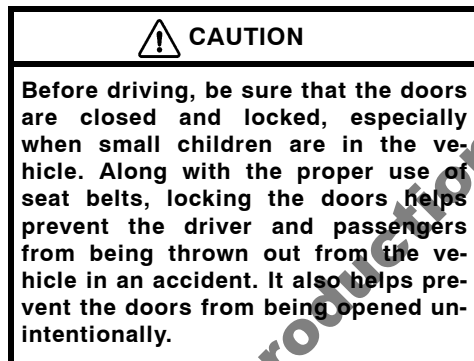 CAUTION
Before driving, be sure that the doors
are closed and locked, especially
when small children are in the ve-
hicle. Along with the proper use of
seat belts, locking the doors helps
prevent the driver and passengers
from being thrown out from the ve-
hicle in an accident. It also helps pre-
vent the doors from being opened un-
intentionally.
roduction